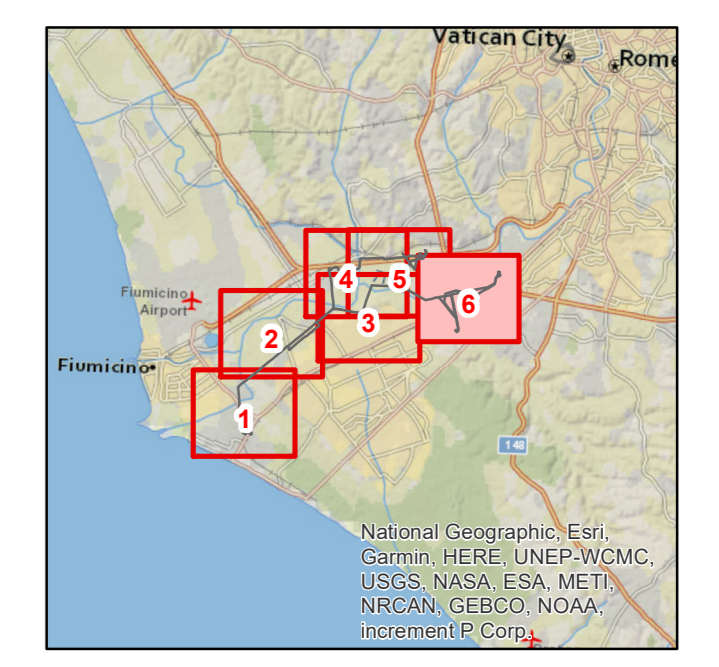 Vatican City
Rome
Fiumicino
Airport
4
5
6
3
2
Fiumicino
1
148
National Geographic, Esri,
Garmin, HERE, UNEP-WCMC,
USGS, NASA, ESA, METI,
NRCAN, GEBCO, NOAA,
increment P Corp.